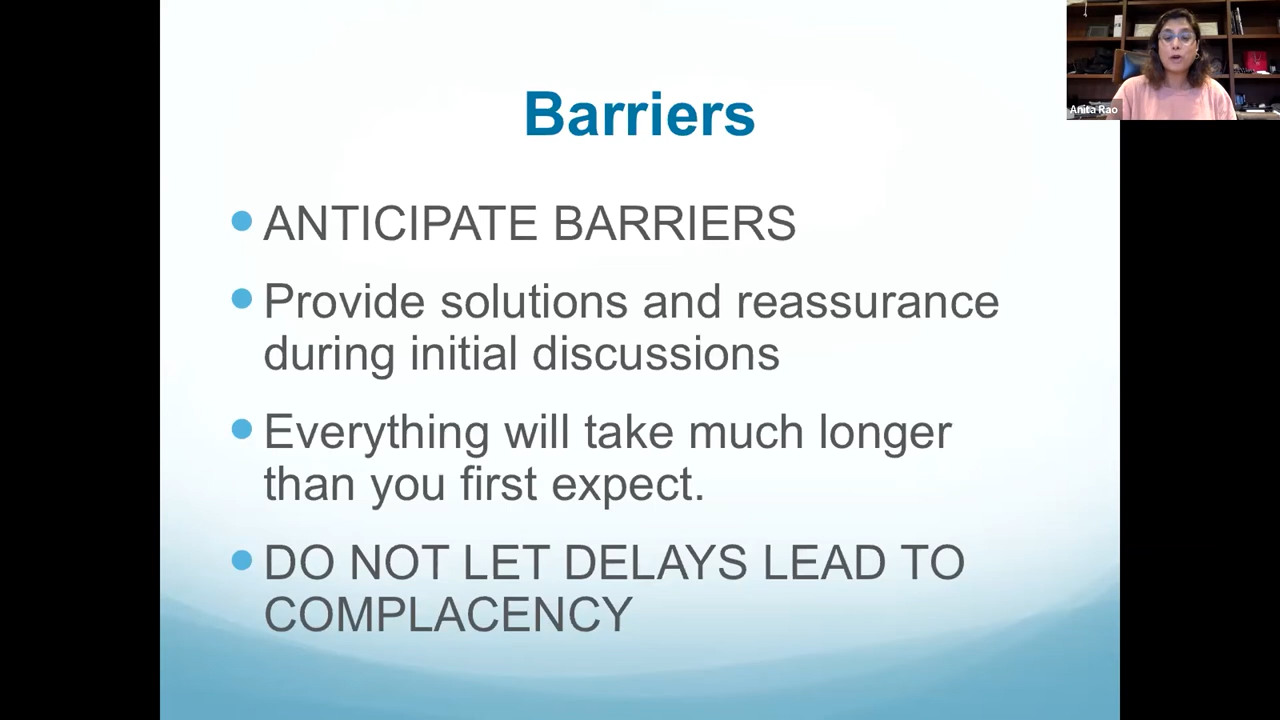 Barriers
ANTICIPATE BARRIERS
Provide solutions and reassurance
during initial discussions
Everything will take much longer
than you first expect.
DO NOT LET DELAYS LEAD TO
COMPLACENCY
Anita Rao